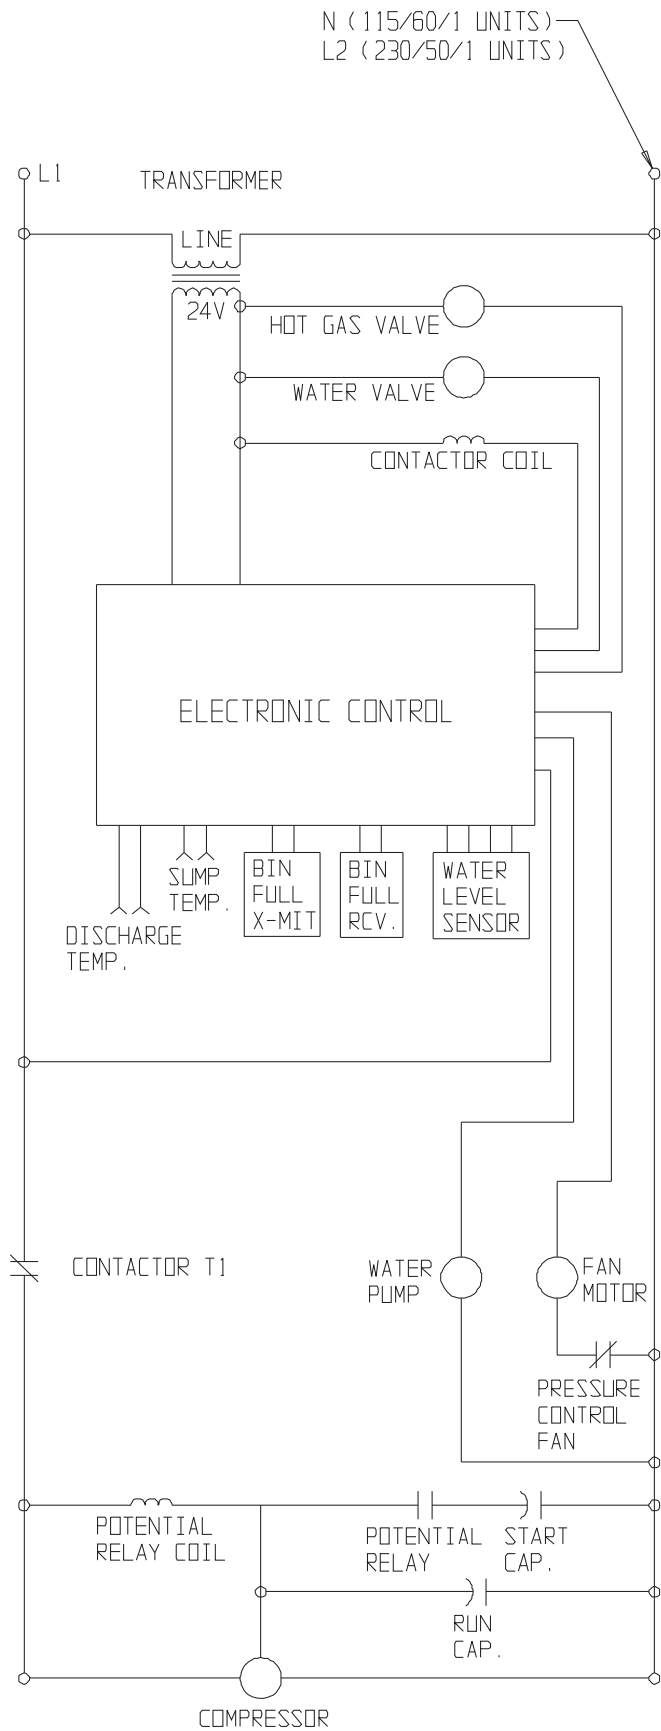 N (115/60/1 UNITS)
L2 (230/50/1 UNITS)
L1
TRANSFORMER
LINE
24V
HOT GAS VALVE
WATER VALVE
CONTACTOR COIL
ELECTRONIC CONTROL
DISCHARGE
TEMP.
SUMP
TEMP.
BIN
FULL
X-MIT
BIN
FULL
RCV.
WATER
LEVEL
SENSOR
CONTACTOR T1
WATER
PUMP
FAN
MOTOR
PRESSURE
CONTROL
FAN
POTENTIAL
RELAY COIL
POTENTIAL
RELAY
START
CAP.
RUN
CAP.
COMPRESSOR